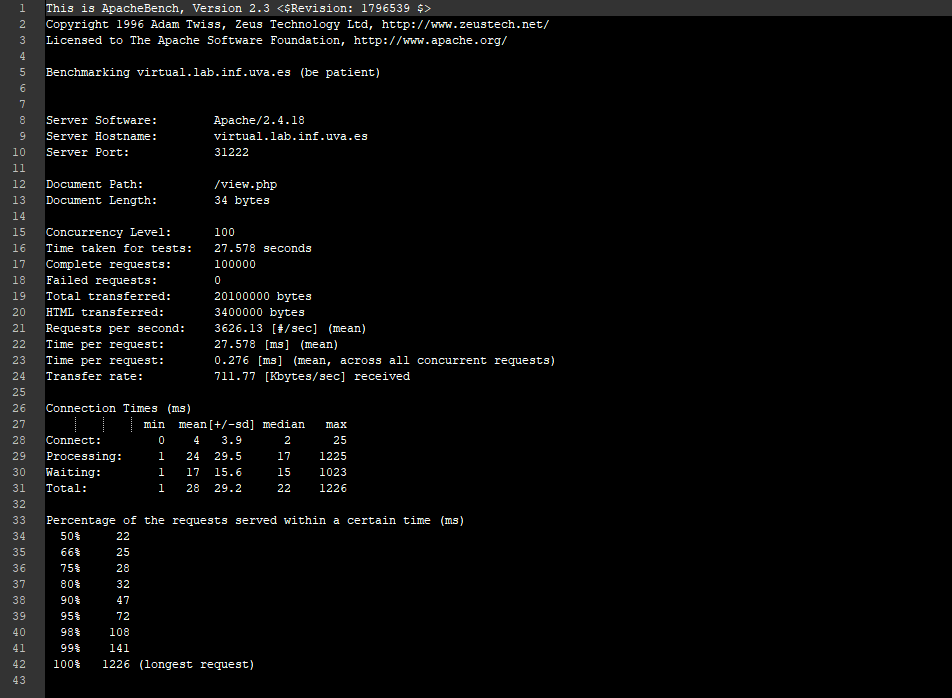 1 This is ApacheBench, Version 2.3 <$Revision: 1796539 $>
2 Copyright 1996 Adam Twiss, Zeus Technology Ltd, http://www.zeustech.net/
3 Licensed to The Apache Software Foundation, http://www.apache.org/
4
5 Benchmarking virtual.lab.inf.uva.es (be patient)
6
7
8 Server Software:        Apache/2.4.18
9 Server Hostname:        virtual.lab.inf.uva.es
10 Server Port:            31222
11
12 Document Path:          /view.php
13 Document Length:        34 bytes
14
15 Concurrency Level:      100
16 Time taken for tests:   27.578 seconds
17 Complete requests:      100000
18 Failed requests:        0
19 Total transferred:      20100000 bytes
20 HTML transferred:       3400000 bytes
21 Requests per second:    3626.13 [#/sec] (mean)
22 Time per request:       27.578 [ms] (mean)
23 Time per request:       0.276 [ms] (mean, across all concurrent requests)
24 Transfer rate:          711.77 [Kbytes/sec] received
25
26 Connection Times (ms)
27               min  mean[+/-sd] median   max
28 Connect:        0    4   3.9      2      25
29 Processing:     1   24  29.5     17    1225
30 Waiting:        1   17  15.6     15    1023
31 Total:          1   28  29.2     22    1226
32
33 Percentage of the requests served within a certain time (ms)
34   50%     22
35   66%     25
36   75%     28
37   80%     32
38   90%     47
39   95%     72
40   98%    108
41   99%    141
42  100%   1226 (longest request)
43